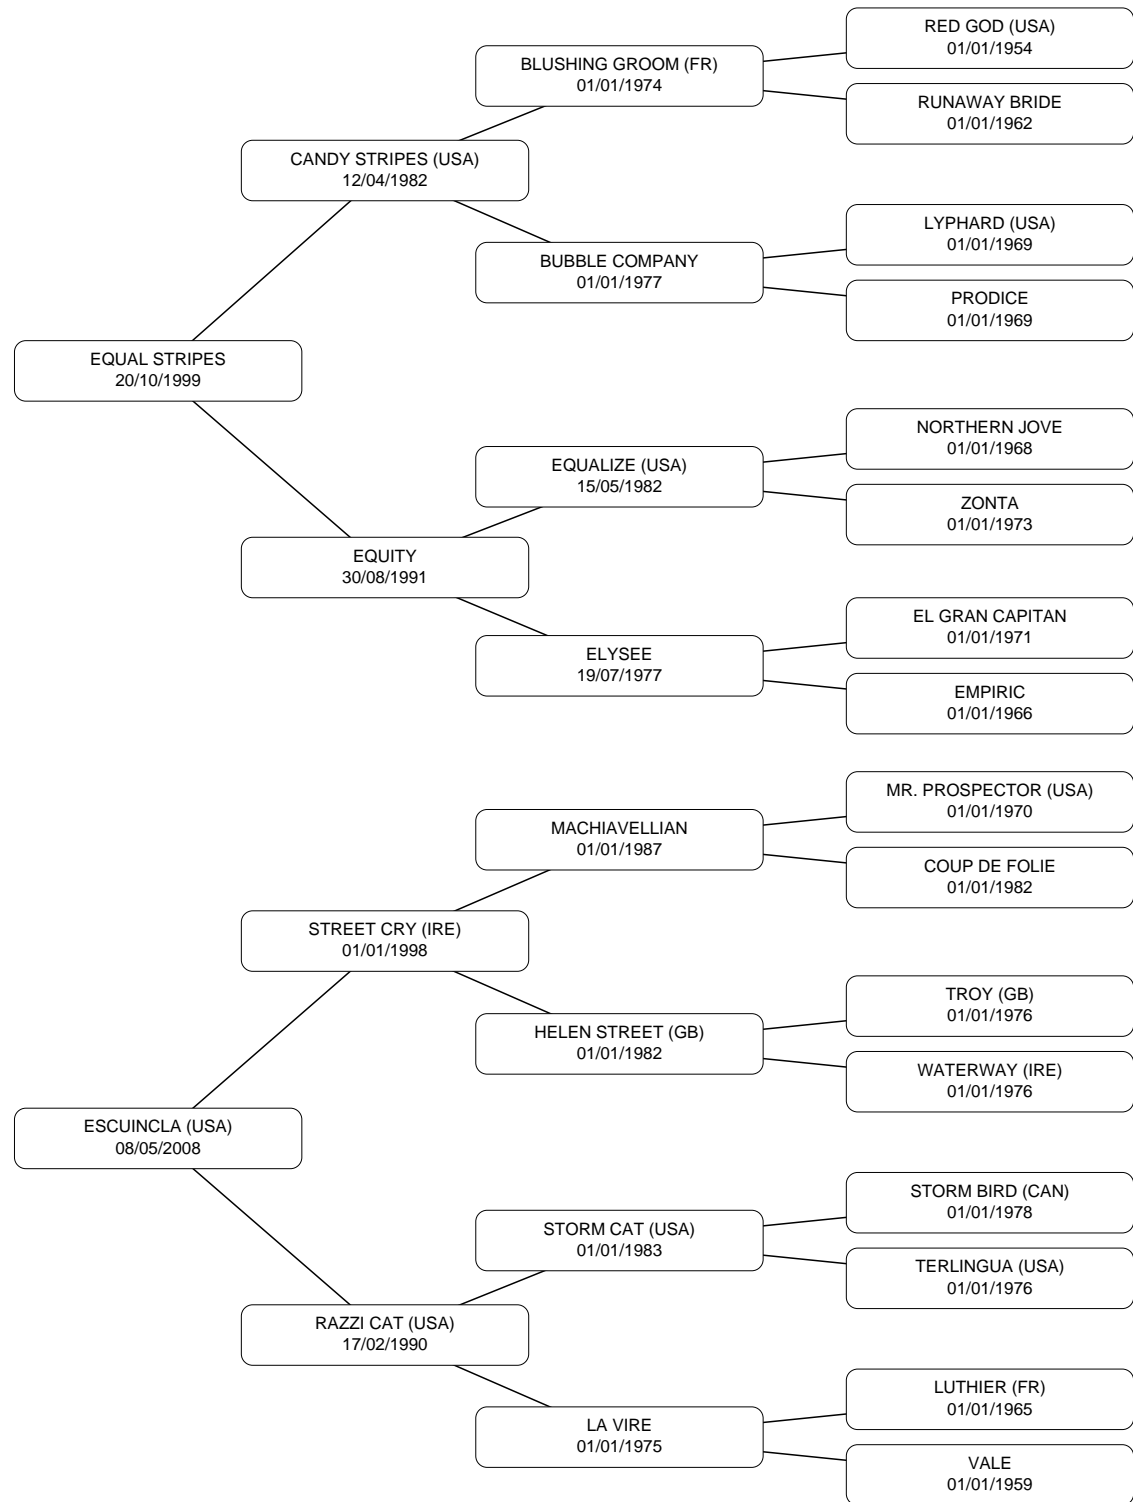 RED GOD (USA)
01/01/1954
BLUSHING GROOM (FR)
01/01/1974
RUNAWAY BRIDE
01/01/1962
CANDY STRIPES (USA)
12/04/1982
LYPHARD (USA)
01/01/1969
BUBBLE COMPANY
01/01/1977
PRODICE
01/01/1969
EQUAL STRIPES
20/10/1999
NORTHERN JOVE
01/01/1968
EQUALIZE (USA)
15/05/1982
ZONTA
01/01/1973
EQUITY
30/08/1991
EL GRAN CAPITAN
01/01/1971
ELYSEE
19/07/1977
EMPIRIC
01/01/1966
MR. PROSPECTOR (USA)
01/01/1970
MACHIAVELLIAN
01/01/1987
COUP DE FOLIE
01/01/1982
STREET CRY (IRE)
01/01/1998
TROY (GB)
01/01/1976
HELEN STREET (GB)
01/01/1982
WATERWAY (IRE)
01/01/1976
ESCUINCLA (USA)
08/05/2008
STORM BIRD (CAN)
01/01/1978
STORM CAT (USA)
01/01/1983
TERLINGUA (USA)
01/01/1976
RAZZI CAT (USA)
17/02/1990
LUTHIER (FR)
01/01/1965
LA VIRE
01/01/1975
VALE
01/01/1959